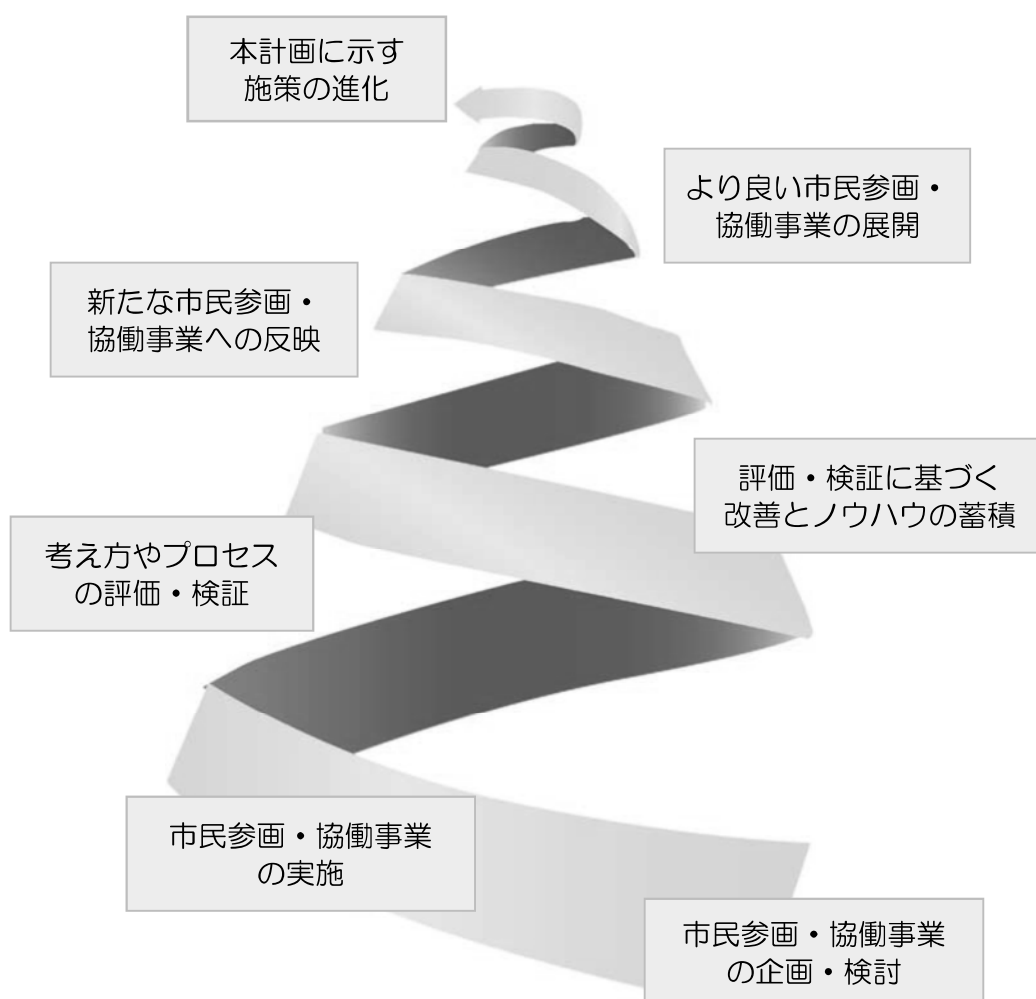 本計画に示す
施策の進化
より良い市民参画・
協働事業の展開
新たな市民参画・
協働事業への反映
評価・検証に基づく
改善とノウハウの蓄積
考え方やプロセス
の評価・検証
市民参画・協働事業
の実施
市民参画・協働事業
の企画・検討